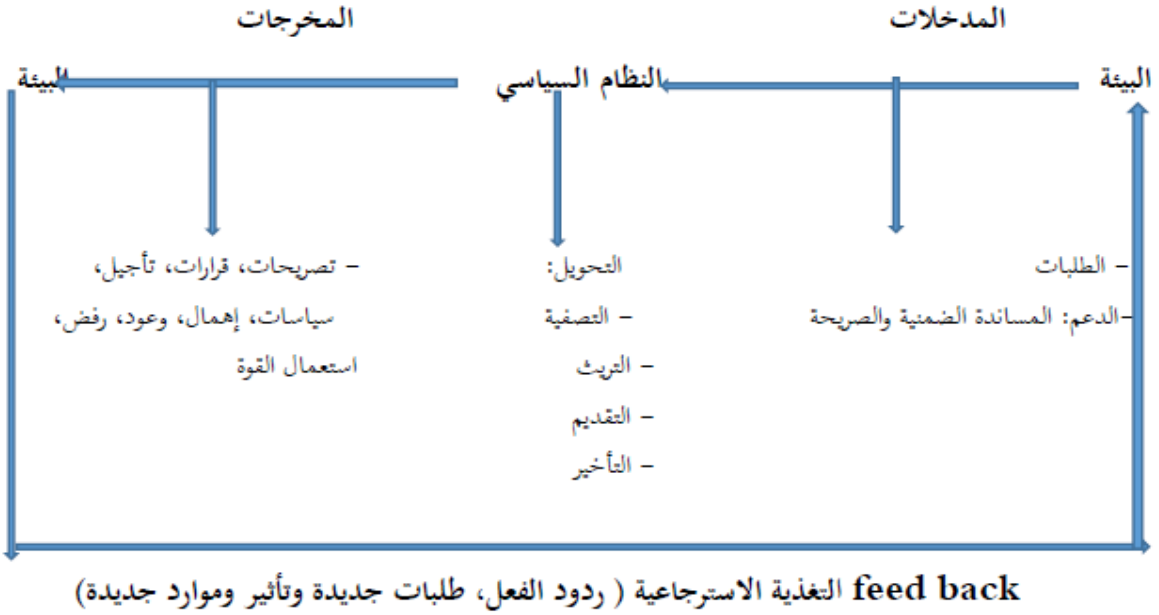 المدخلات
المخرجات
البيئة
النظام السياسي
البيئة
– الطلبات
–الدعم: المساندة الضمنية والصريحة
التحويل:
– التصفية
– التريث
– التقديم
– التأخير
– تصريحات، قرارات، تأجيل،
سياسات، إهمال، وعود، رفض،
استعمال القوة
feed back التغذية الاسترجاعية ( ردود الفعل، طلبات جديدة وتأثير وموارد جديدة)